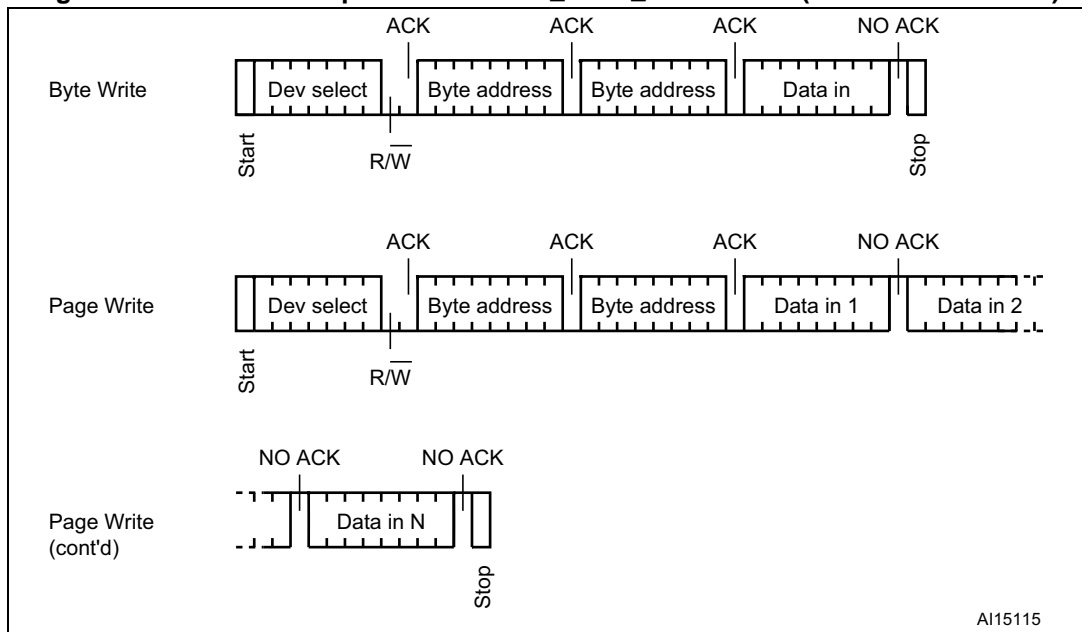 ACK ACK ACK NO ACK
Byte Write
Dev select Byte address Byte address Data in
Start
R/W̅
Stop
ACK ACK ACK NO ACK
Page Write
Dev select Byte address Byte address Data in 1 Data in 2
Start
R/W̅
NO ACK NO ACK
Page Write
(cont'd)
Data in N
Stop
AI15115